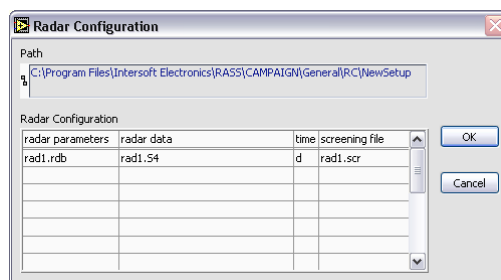 Radar Configuration
Path
C:\Program Files\Intersoft Electronics\RASS\CAMPAIGN\General\RC\NewSetup
Radar Configuration
radar parameters radar data time screening file
rad1.rdb rad1.S4 d rad1.scr
OK
Cancel